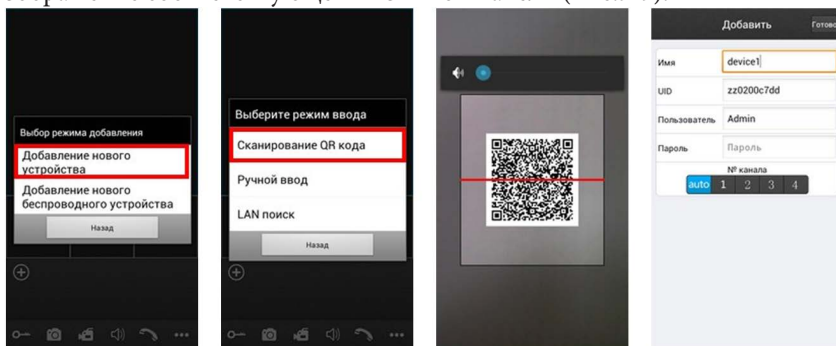 Выбор режима добавления
Добавление нового
устройства
Добавление нового
беспроводного устройства
Назад
Выберите режим ввода
Сканирование QR кода
Ручной ввод
LAN поиск
Назад
Добавить
Готово
Имя
device1
UID
zz0200c7dd
Пользователь
Admin
Пароль
Пароль
№ канала
auto 1 2 3 4